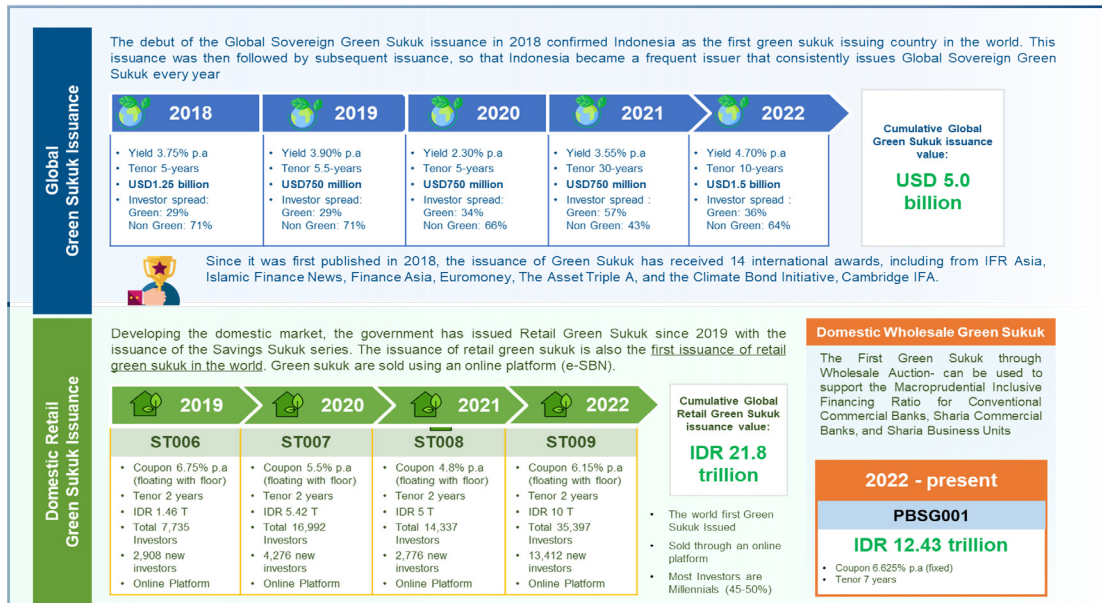 Global
Green Sukuk Issuance
The debut of the Global Sovereign Green Sukuk issuance in 2018 confirmed Indonesia as the first green sukuk issuing country in the world. This
issuance was then followed by subsequent issuance, so that Indonesia became a frequent issuer that consistently issues Global Sovereign Green
Sukuk every year
2018
• Yield 3.75% p.a
• Tenor 5-years
• USD1.25 billion
• Investor spread:
Green: 29%
Non Green: 71%
2019
• Yield 3.90% p.a
• Tenor 5.5-years
• USD750 million
• Investor spread:
Green: 29%
Non Green: 71%
2020
• Yield 2.30% p.a
• Tenor 5-years
• USD750 million
• Investor spread:
Green: 34%
Non Green: 66%
2021
• Yield 3.55% p.a
• Tenor 30-years
• USD750 million
• Investor spread :
Green: 57%
Non Green: 43%
2022
• Yield 4.70% p.a
• Tenor 10-years
• USD1.5 billion
• Investor spread :
Green: 36%
Non Green: 64%
Cumulative Global
Green Sukuk issuance
value:
USD 5.0
billion
Since it was first published in 2018, the issuance of Green Sukuk has received 14 international awards, including from IFR Asia,
Islamic Finance News, Finance Asia, Euromoney, The Asset Triple A, and the Climate Bond Initiative, Cambridge IFA.
Domestic Retail
Green Sukuk Issuance
Developing the domestic market, the government has issued Retail Green Sukuk since 2019 with the
issuance of the Savings Sukuk series. The issuance of retail green sukuk is also the first issuance of retail
green sukuk in the world. Green sukuk are sold using an online platform (e-SBN).
2019
ST006
• Coupon 6.75% p.a
(floating with floor)
• Tenor 2 years
• IDR 1.46 T
• Total 7,735
Investors
• 2,908 new
investors
• Online Platform
2020
ST007
• Coupon 5.5% p.a
(floating with floor)
• Tenor 2 years
• IDR 5.42 T
• Total 16,992
Investors
• 4,276 new
investors
• Online Platform
2021
ST008
• Coupon 4.8% p.a
(floating with floor)
• Tenor 2 years
• IDR 5 T
• Total 14,337
Investors
• 2,776 new
investors
• Online Platform
2022
ST009
• Coupon 6.15% p.a
(floating with floor)
• Tenor 2 years
• IDR 10 T
• Total 35,397
Investors
• 13,412 new
investors
• Online Platform
Cumulative Global
Retail Green Sukuk
issuance value:
IDR 21.8
trillion
• The world first Green
Sukuk Issued
• Sold through an online
platform
• Most Investors are
Millennials (45-50%)
Domestic Wholesale Green Sukuk
The First Green Sukuk through
Wholesale Auction- can be used to
support the Macroprudential Inclusive
Financing Ratio for Conventional
Commercial Banks, Sharia Commercial
Banks, and Sharia Business Units
2022 - present
PBSG001
IDR 12.43 trillion
• Coupon 6.625% p.a (fixed)
• Tenor 7 years